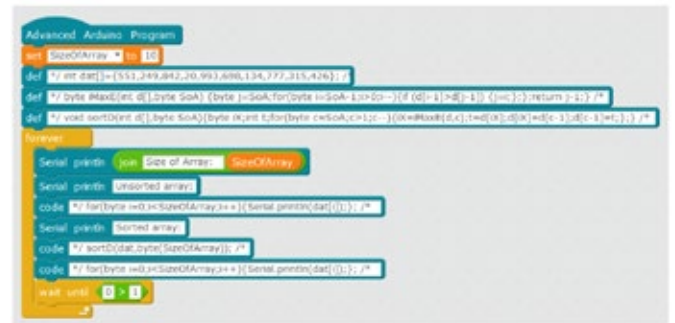 Advanced Arduino Program
set SizeOfArray to 10
def */ int dat[]={551,249,842,20,993,698,134,777,315,426}; /*
def */ byte iMaxE(int d[],byte SoA) {byte j=SoA;for(byte i=SoA-1;i>0;i--){if (d[i-1]>d[j-1]) {j=i;};};return j-1;} /*
def */ void sortD(int d[],byte SoA){byte iX;int t;for(byte c=SoA;c>1;c--){iX=iMaxE(d,c);t=d[iX];d[iX]=d[c-1];d[c-1]=t;};} /*
forever
Serial println join Size of Array: SizeOfArray
Serial println Unsorted array:
code */ for(byte i=0;i<SizeOfArray;i++){Serial.println(dat[i]);}; /*
Serial println Sorted array:
code */ sortD(dat,byte(SizeOfArray)); /*
code */ for(byte i=0;i<SizeOfArray;i++){Serial.println(dat[i]);}; /*
wait until 0 > 1